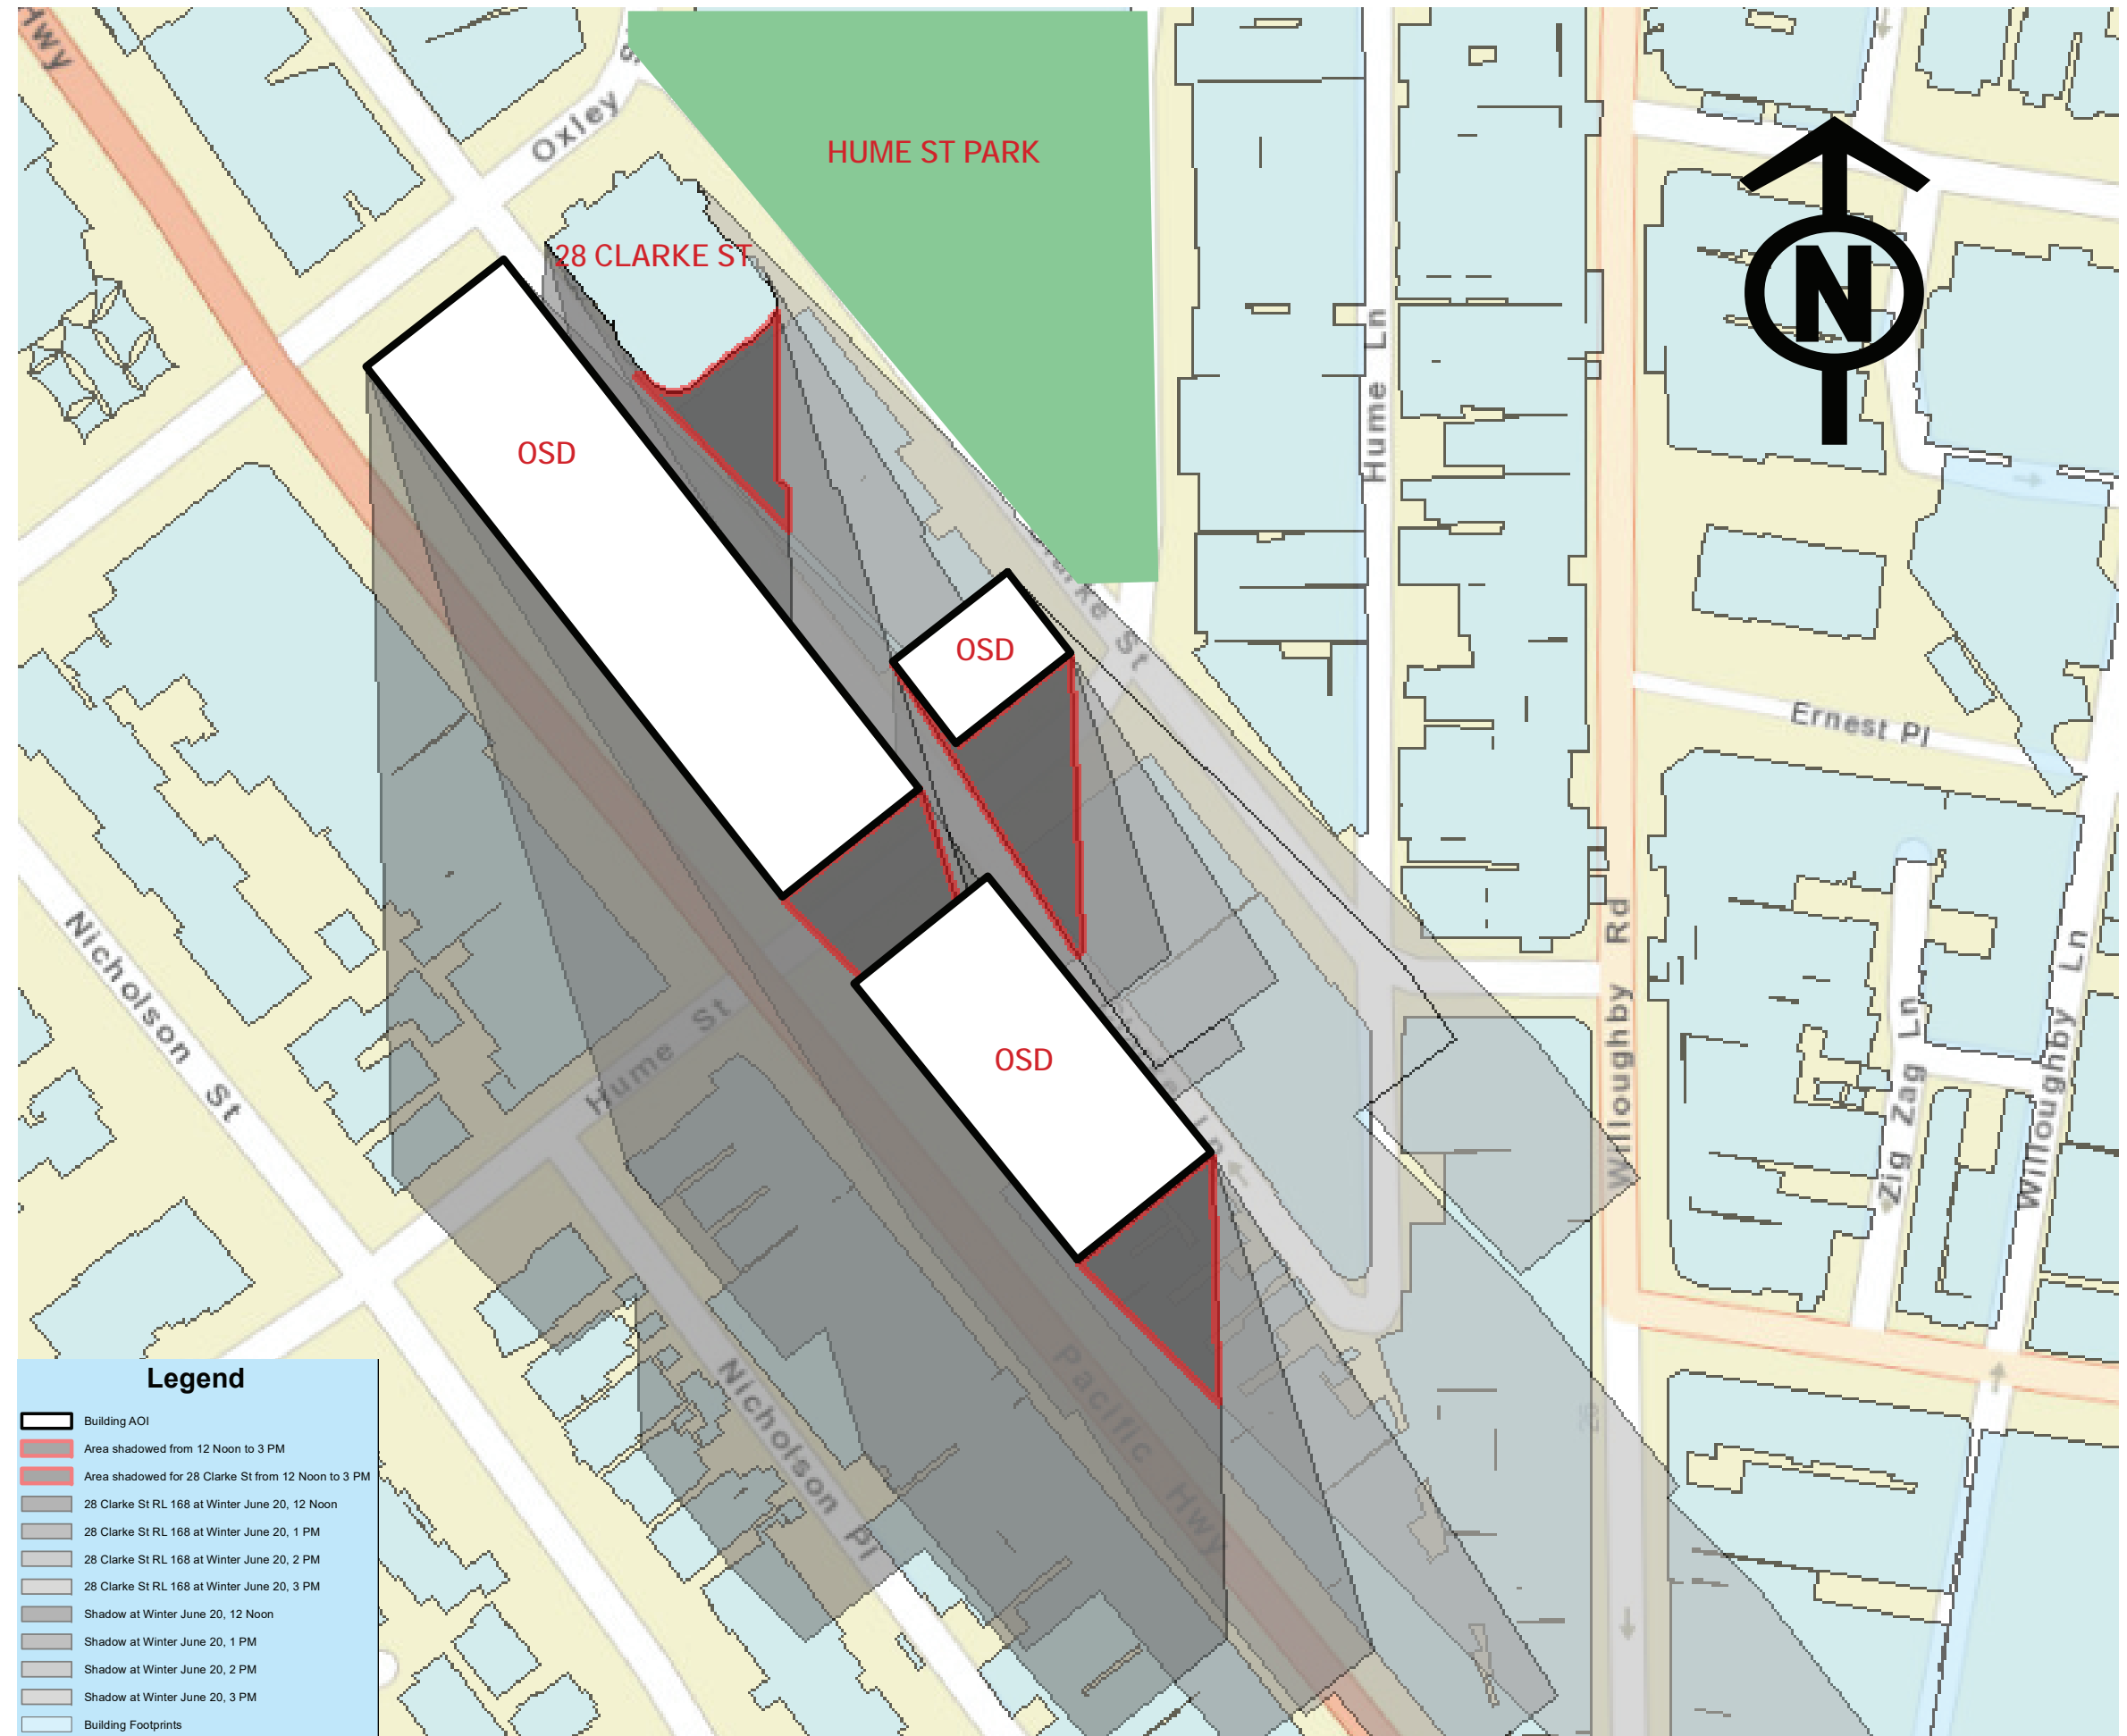 Hwy
Oxley
HUME ST PARK
28 CLARKE ST
N
OSD
Hume Ln
OSD
St
Ernest Pl
Willoughby Rd
Nicholson St
Hume St
OSD
Ln
Zig Zag Ln
Willoughby Ln
Pacific Hwy
Nicholson Pl
Legend
Building AOI
Area shadowed from 12 Noon to 3 PM
Area shadowed for 28 Clarke St from 12 Noon to 3 PM
28 Clarke St RL 168 at Winter June 20, 12 Noon
28 Clarke St RL 168 at Winter June 20, 1 PM
28 Clarke St RL 168 at Winter June 20, 2 PM
28 Clarke St RL 168 at Winter June 20, 3 PM
Shadow at Winter June 20, 12 Noon
Shadow at Winter June 20, 1 PM
Shadow at Winter June 20, 2 PM
Shadow at Winter June 20, 3 PM
Building Footprints